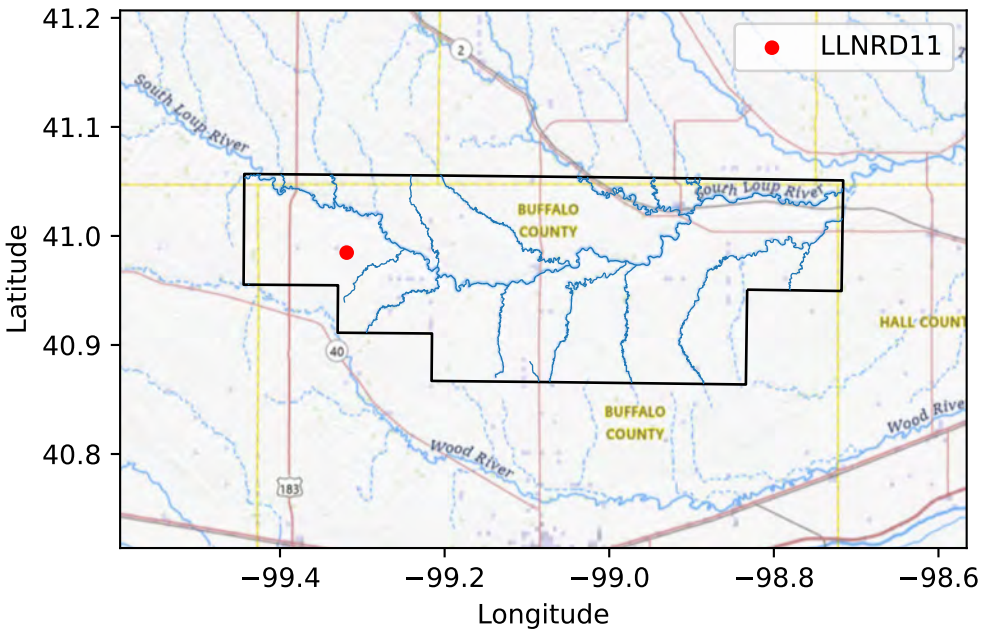 41.2
41.1
41.0
40.9
40.8
Latitude
−99.4
−99.2
−99.0
−98.8
−98.6
Longitude
LLNRD11
2
South Loup River
South Loup River
BUFFALO
COUNTY
HALL COUNT
40
BUFFALO
COUNTY
Wood River
Wood Rive
183